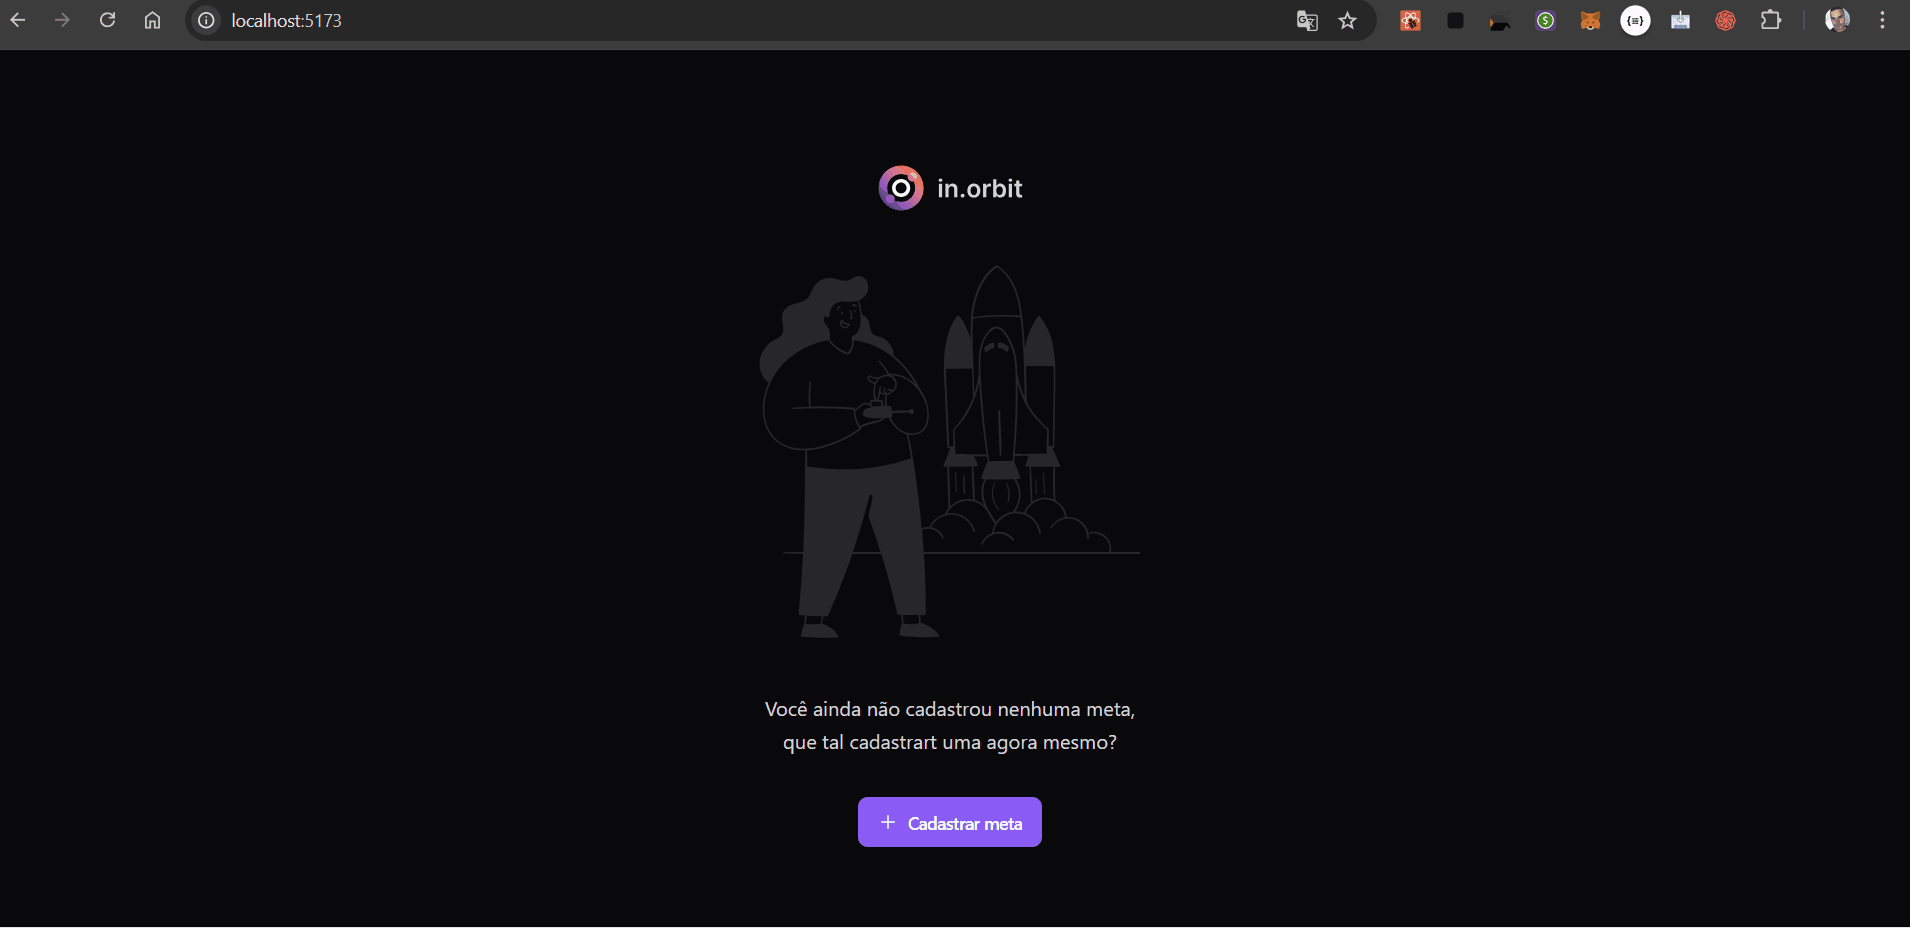 localhost:5173
in.orbit
Você ainda não cadastrou nenhuma meta,
que tal cadastrart uma agora mesmo?
Cadastrar meta